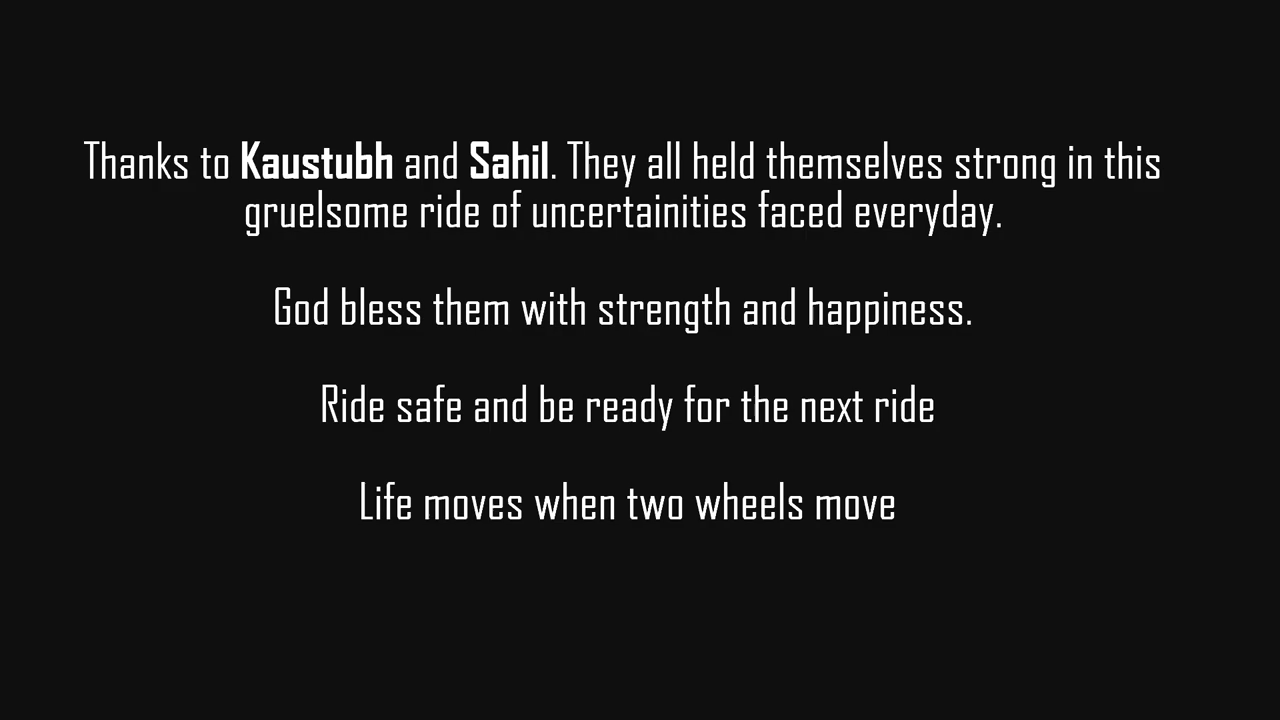 Thanks to Kaustubh and Sahil. They all held themselves strong in this
gruelsome ride of uncertainities faced everyday.
God bless them with strength and happiness.
Ride safe and be ready for the next ride
Life moves when two wheels move